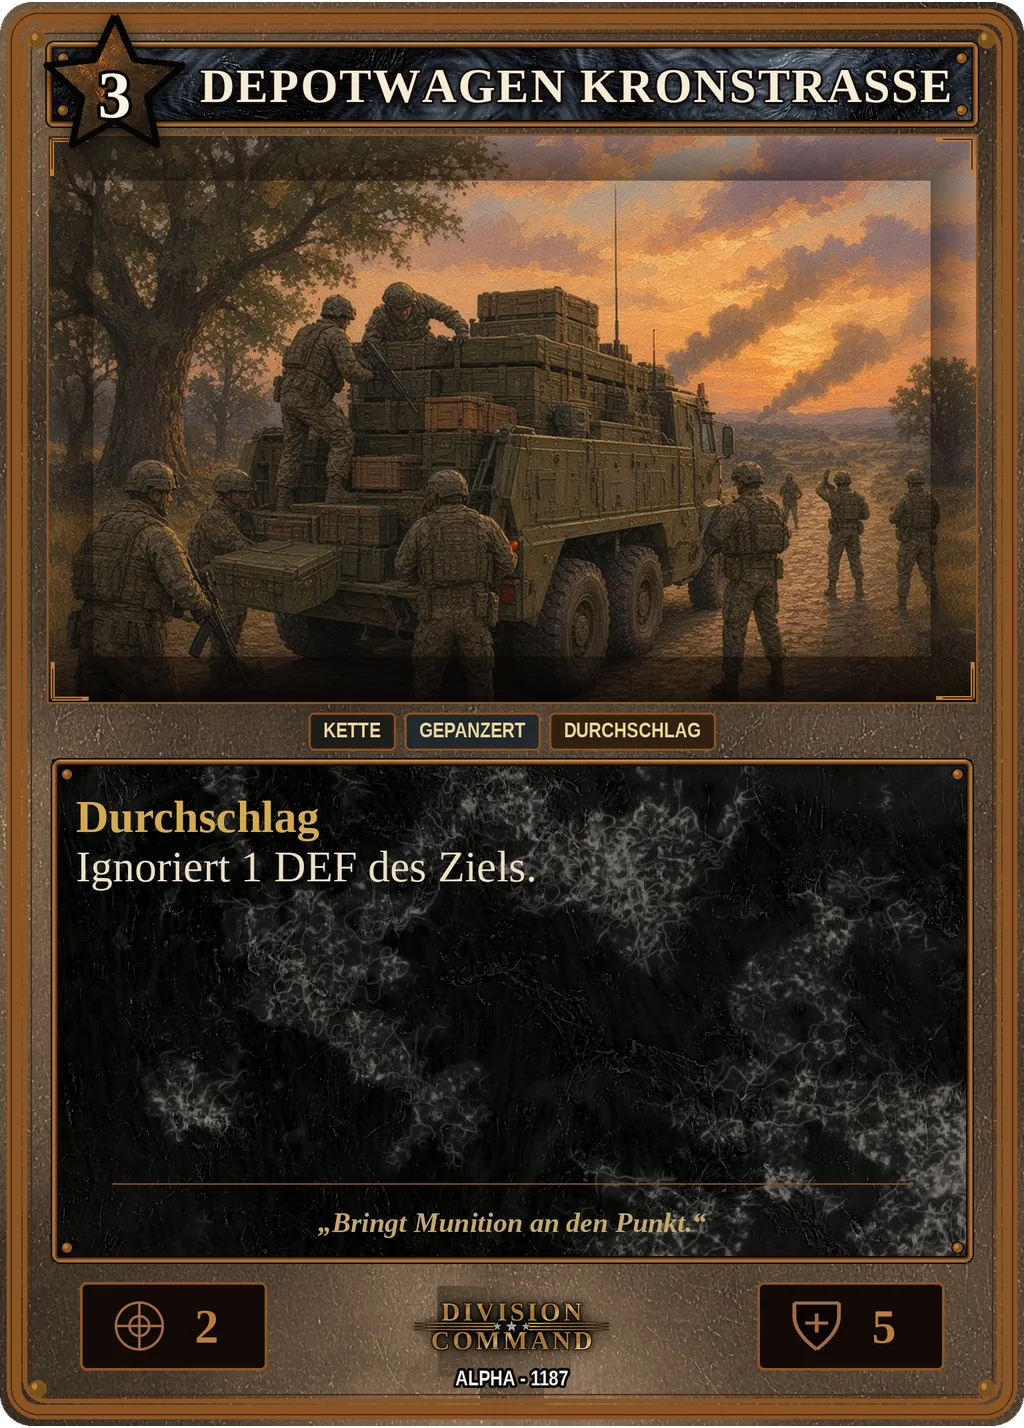 3
DEPOTWAGEN KRONSTRASSE
KETTE
GEPANZERT
DURCHSCHLAG
Durchschlag
Ignoriert 1 DEF des Ziels.
„Bringt Munition an den Punkt.“
2
DIVISION
COMMAND
ALPHA - 1187
5